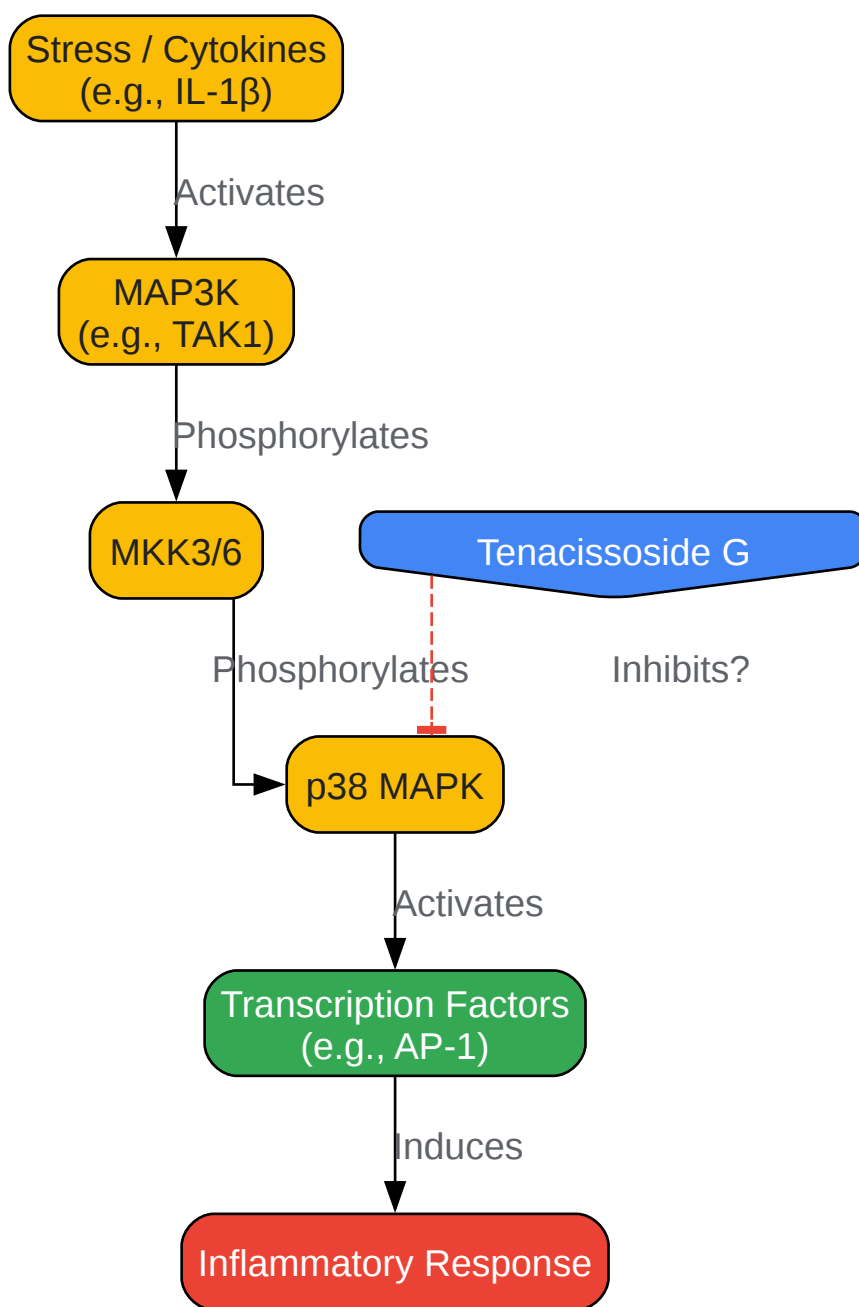 Stress / Cytokines
(e.g., IL-1β)
Activates
MAP3K
(e.g., TAK1)
Phosphorylates
MKK3/6
Tenacissoside G
Phosphorylates
Inhibits?
p38 MAPK
Activates
Transcription Factors
(e.g., AP-1)
Induces
Inflammatory Response